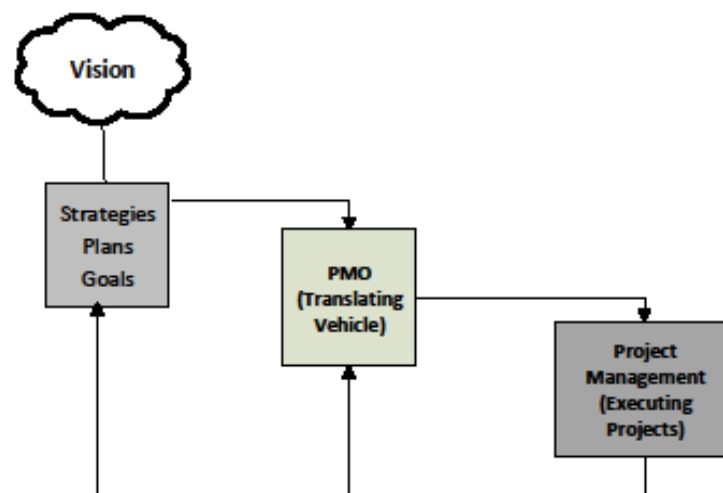 Vision
Strategies
Plans
Goals
PMO
(Translating
Vehicle)
Project
Management
(Executing
Projects)